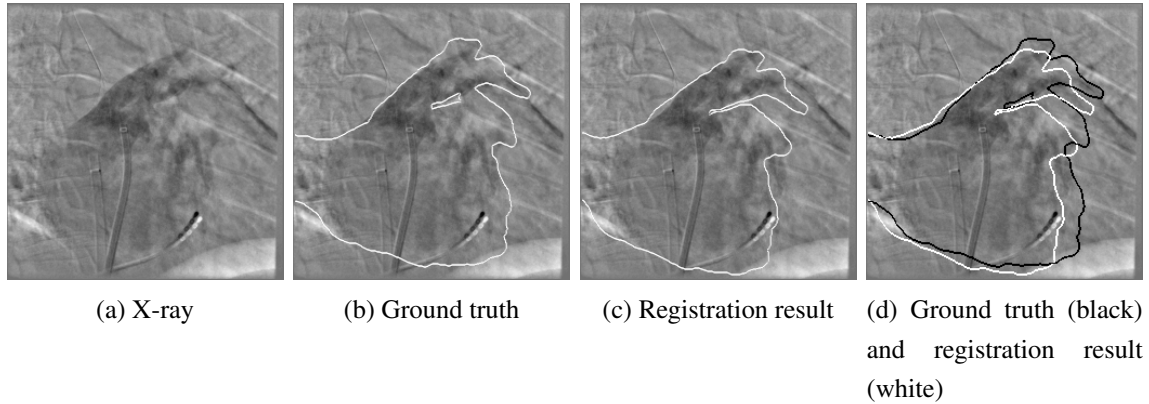 (a) X-ray
(b) Ground truth
(c) Registration result
(d) Ground truth (black)
and registration result
(white)